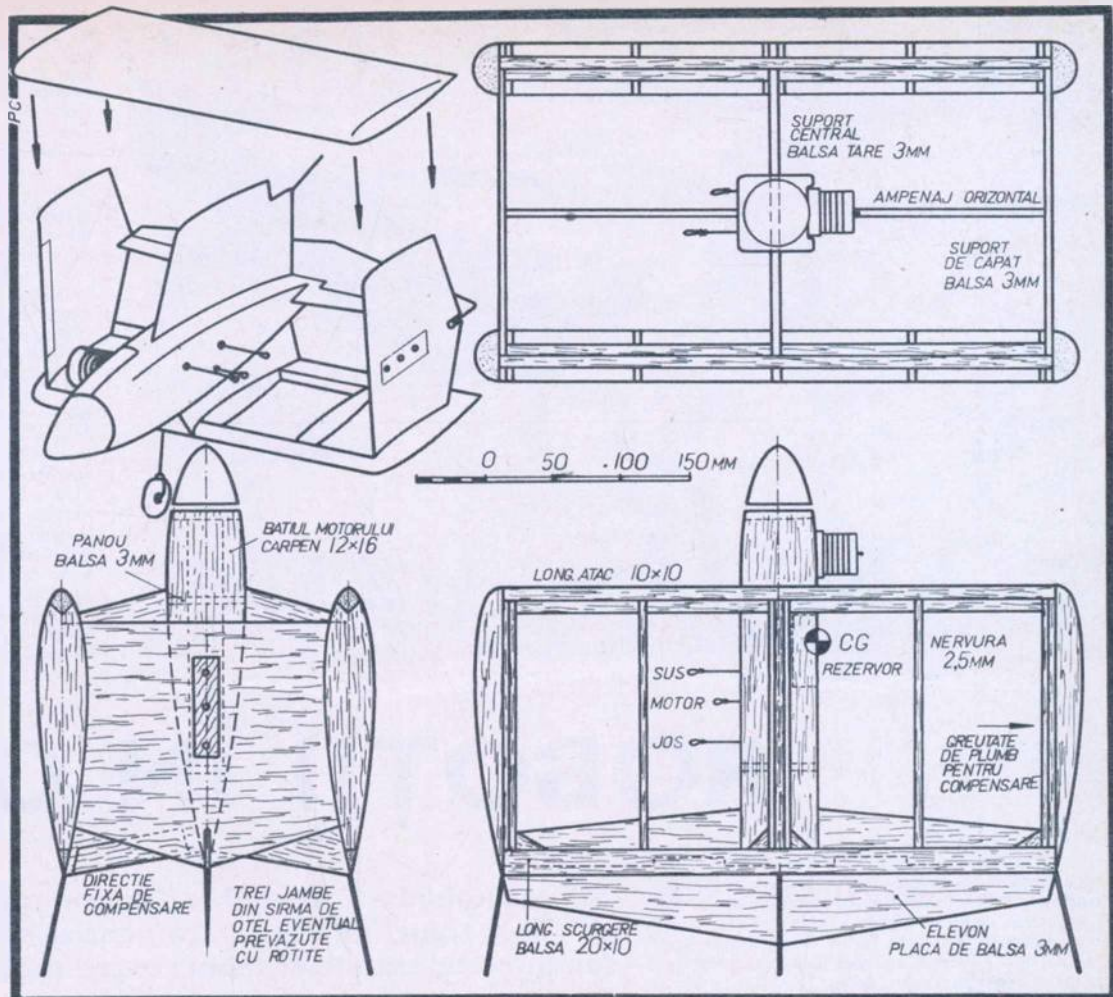 PC
SUPORT
CENTRAL
BALSA TARE 3MM
AMPENAJ ORIZONTAL
SUPORT
DE CAPAT
BALSA 3MM
0 50 100 150 MM
PANOU
BALSA 3MM
BATIUL MOTORULUI
CARPEN 12×16
LONG. ATAC 10×10
CG
REZERVOR
NERVURA
2,5MM
SUS
MOTOR
JOS
GREUTATE
DE PLUMB
PENTRU
COMPENSARE
DIRECTIE
FIXA DE
COMPENSARE
TREI JAMBE
DIN SIRMA DE
OTEL EVENTUAL
PREVAZUTE
CU ROTITE
LONG. SCURGERE
BALSA 20×10
ELEVON
PLACA DE BALSA 3MM